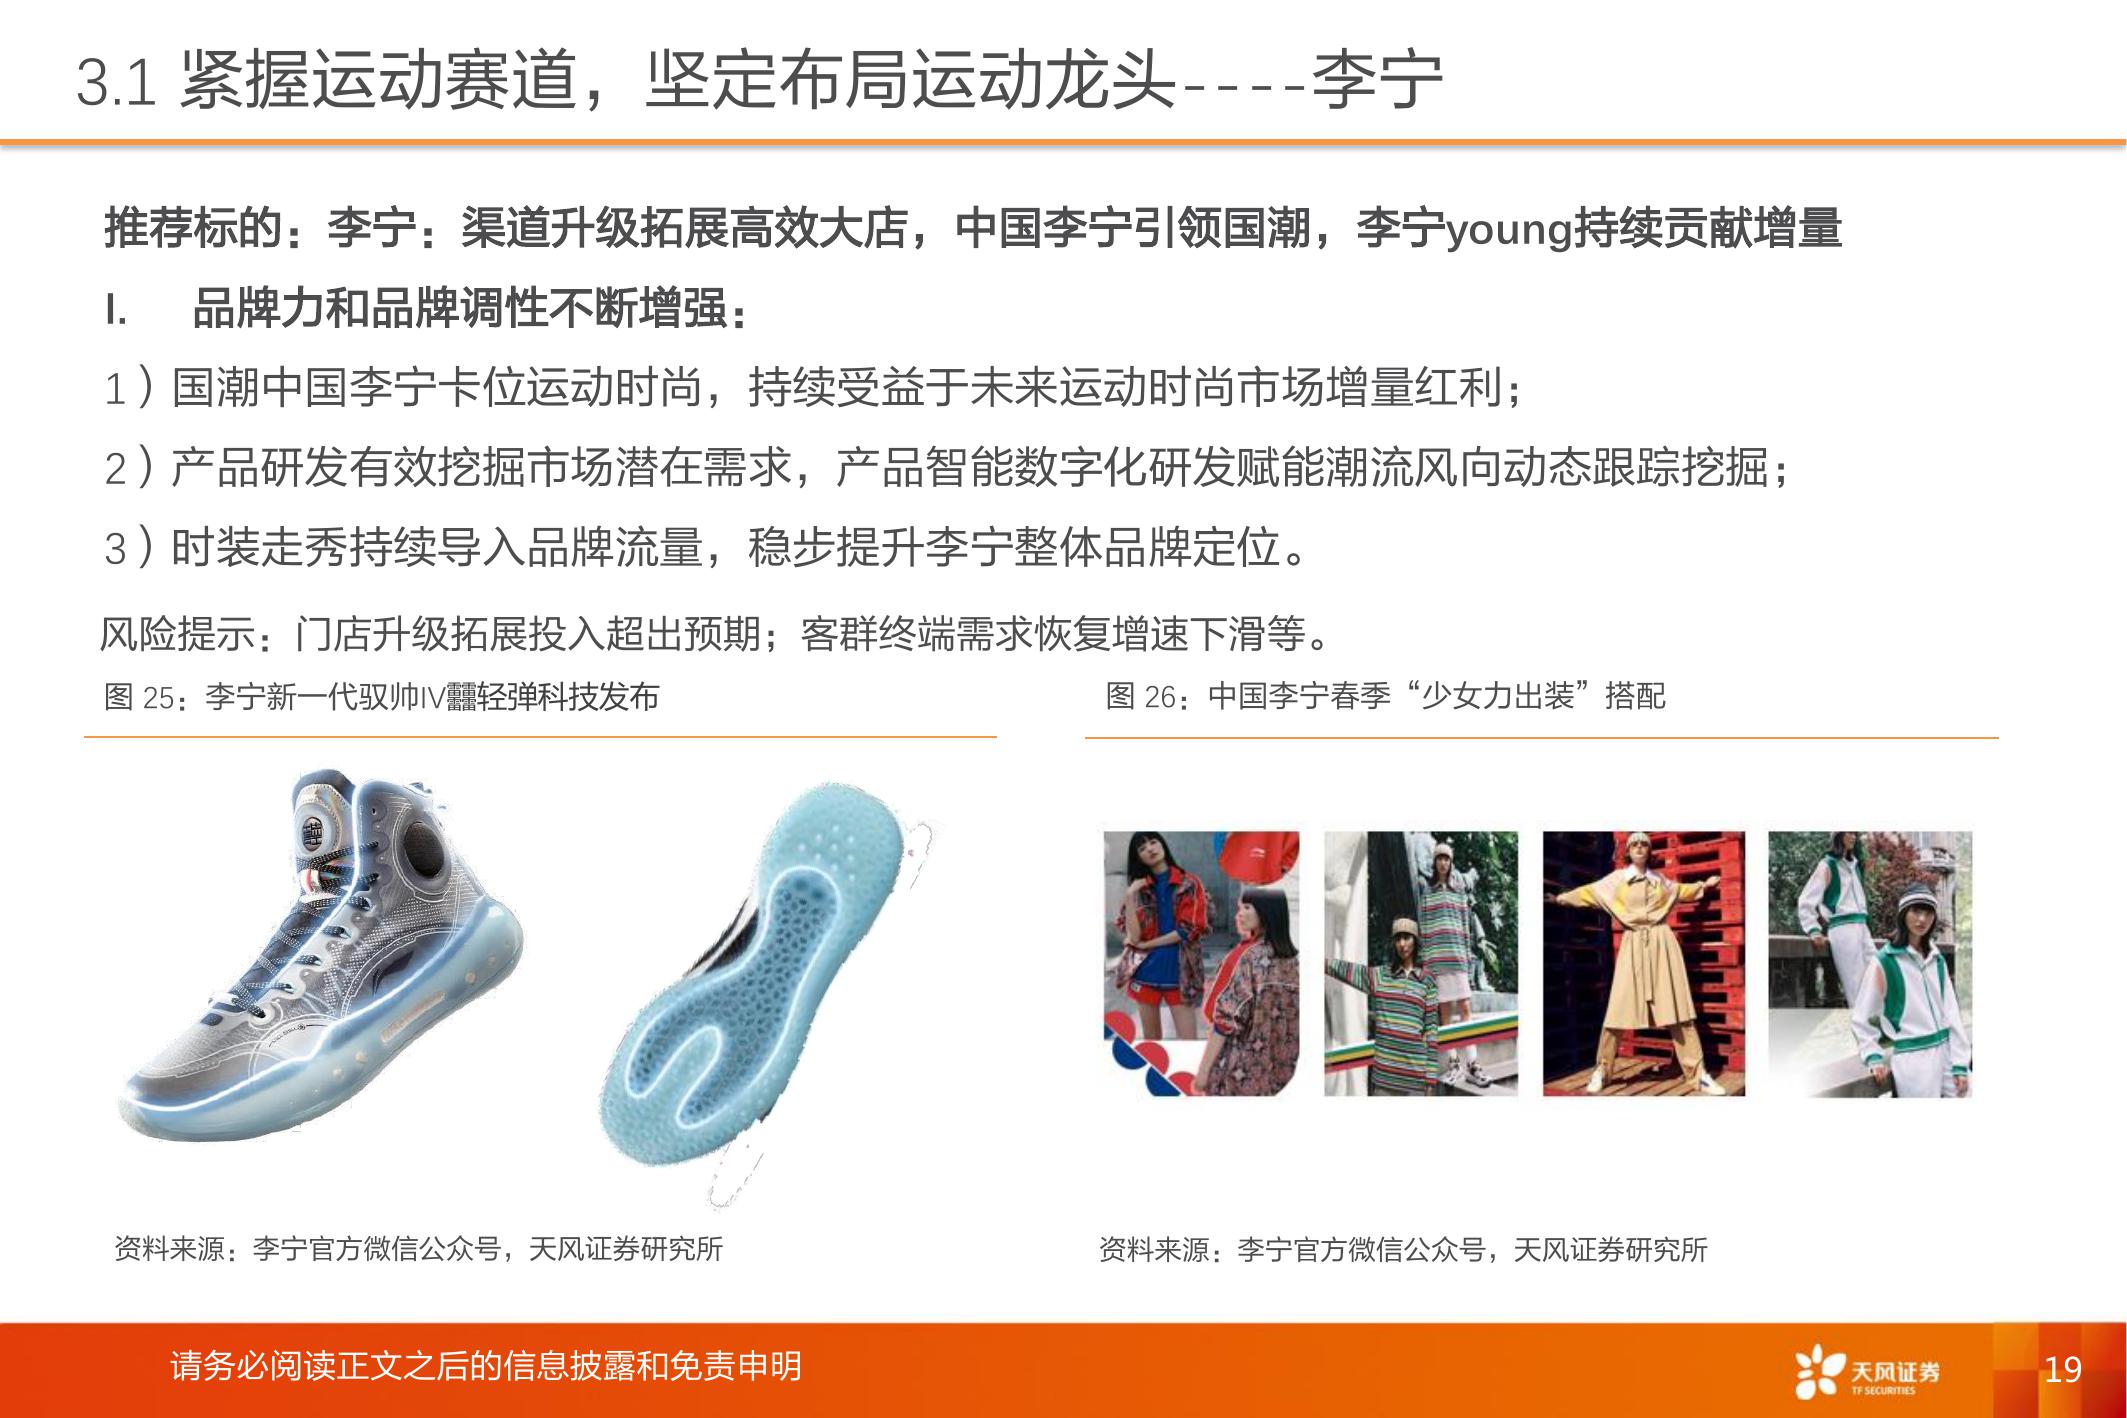 3.1 紧握运动赛道，坚定布局运动龙头----李宁
推荐标的：李宁：渠道升级拓展高效大店，中国李宁引领国潮，李宁young持续贡献增量
I. 品牌力和品牌调性不断增强：
1）国潮中国李宁卡位运动时尚，持续受益于未来运动时尚市场增量红利；
2）产品研发有效挖掘市场潜在需求，产品智能数字化研发赋能潮流风向动态跟踪挖掘；
3）时装走秀持续导入品牌流量，稳步提升李宁整体品牌定位。
风险提示：门店升级拓展投入超出预期；客群终端需求恢复增速下滑等。
图 25：李宁新一代驭帅IV䨻轻弹科技发布
图 26：中国李宁春季“少女力出装”搭配
资料来源：李宁官方微信公众号，天风证券研究所
资料来源：李宁官方微信公众号，天风证券研究所
请务必阅读正文之后的信息披露和免责申明
天风证券
TF SECURITIES
19